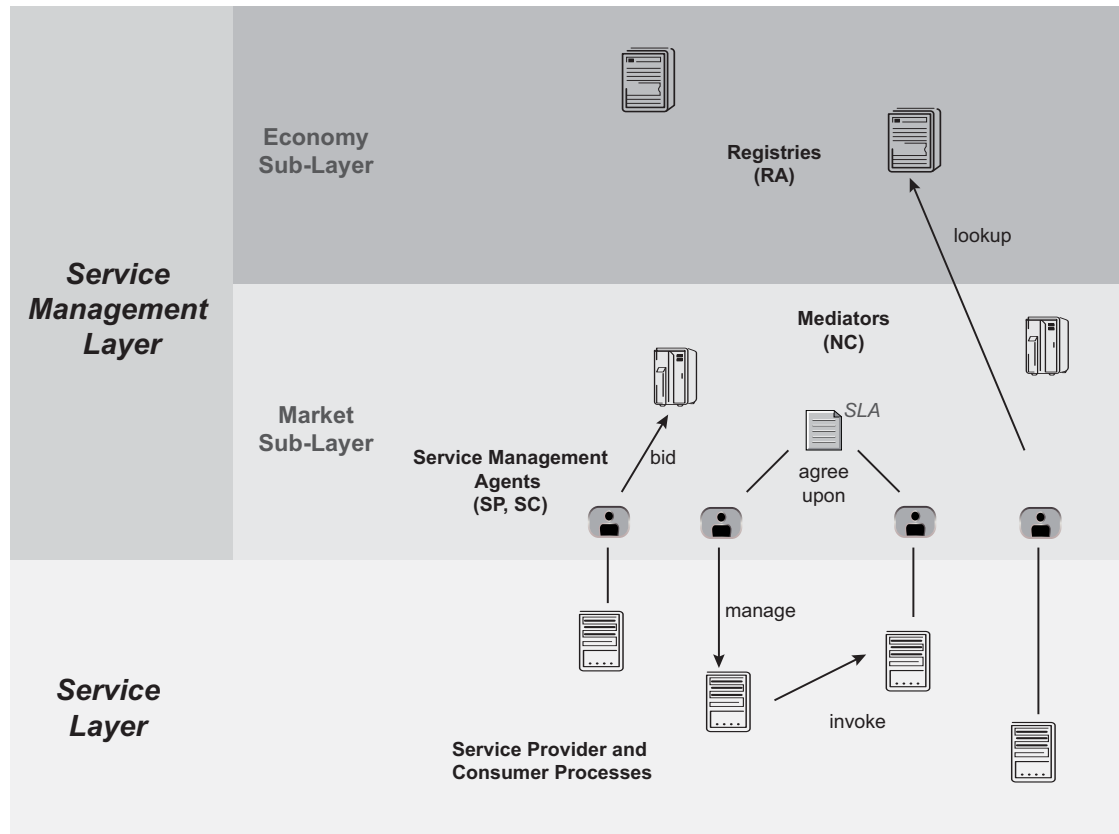 Economy
Sub-Layer
Registries
(RA)
lookup
Service
Management
Layer
Mediators
(NC)
SLA
Market
Sub-Layer
bid
Service Management
Agents
(SP, SC)
agree
upon
manage
Service
Layer
invoke
Service Provider and
Consumer Processes